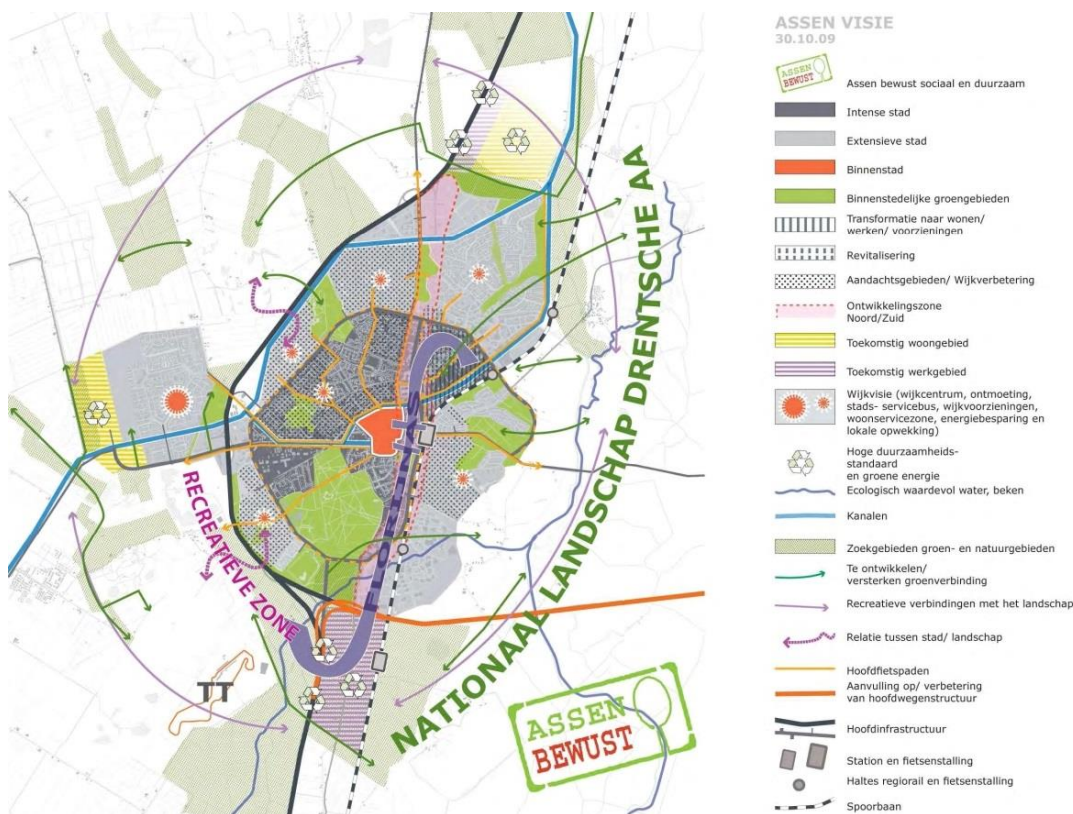 ASSEN VISIE
30.10.09
ASSEN
BEWUST
Assen bewust sociaal en duurzaam
Intense stad
Extensieve stad
Binnenstad
Binnenstedelijke groengebieden
Transformatie naar wonen/
werken/ voorzieningen
Revitalisering
Aandachtsgebieden/ Wijkverbetering
Ontwikkelingszone
Noord/Zuid
Toekomstig woongebied
Toekomstig werkgebied
Wijkvisie (wijkcentrum, ontmoeting,
stads- servicebus, wijkvoorzieningen,
woonservicezone, energiebesparing en
lokale opwekking)
Hoge duurzaamheids-
standaard
en groene energie
Ecologisch waardevol water, beken
Kanalen
Zoekgebieden groen- en natuurgebieden
Te ontwikkelen/
versterken groenverbinding
Recreatieve verbindingen met het landschap
Relatie tussen stad/ landschap
Hoofdfietspaden
Aanvulling op/ verbetering
van hoofdwegenstructuur
Hoofdinfrastructuur
Station en fietsenstalling
Haltes regiorail en fietsenstalling
Spoorbaan
NATIONAAL LANDSCHAP DRENTSCHE AA
RECREATIEVE ZONE
TT
ASSEN
BEWUST